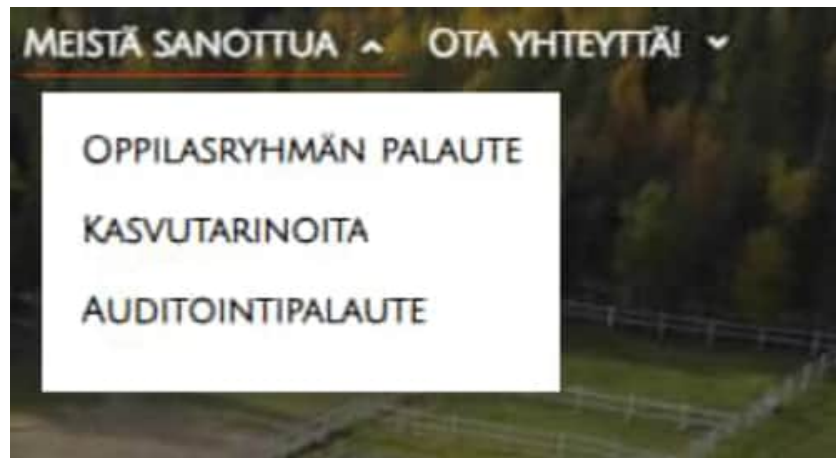 MEISTÄ SANOTTUA OTA YHTEYTTÄ!
OPPILASRYHMÄN PALAUTE
KASVUTARINOITA
AUDITOINTIPALAUTE